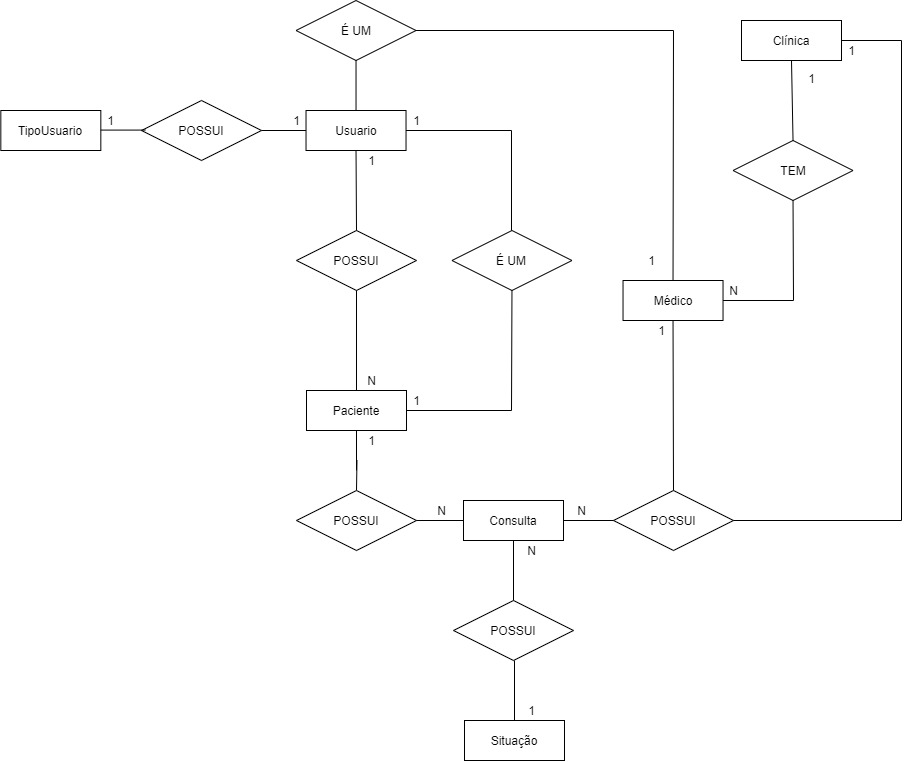 É UM
Clínica
1
1
TipoUsuario
1
POSSUI
1
Usuario
1
1
TEM
POSSUI
É UM
1
Médico
N
1
N
Paciente
1
1
POSSUI
N
Consulta
N
POSSUI
N
POSSUI
1
Situação